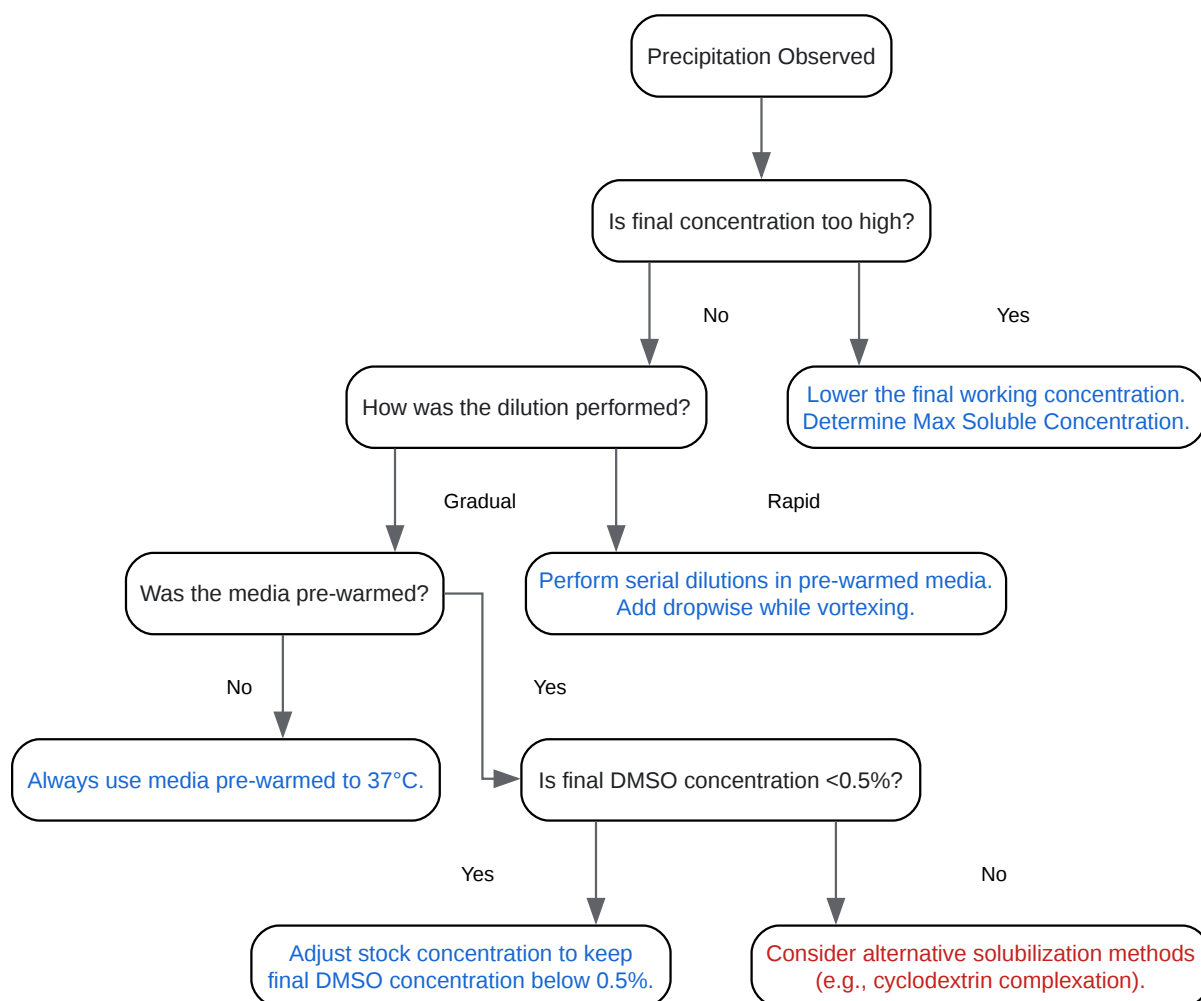 Precipitation Observed
Is final concentration too high?
No
Yes
How was the dilution performed?
Lower the final working concentration.
Determine Max Soluble Concentration.
Gradual
Rapid
Was the media pre-warmed?
Perform serial dilutions in pre-warmed media.
Add dropwise while vortexing.
No
Yes
Always use media pre-warmed to 37°C.
Is final DMSO concentration <0.5%?
Yes
No
Adjust stock concentration to keep
final DMSO concentration below 0.5%.
Consider alternative solubilization methods
(e.g., cyclodextrin complexation).